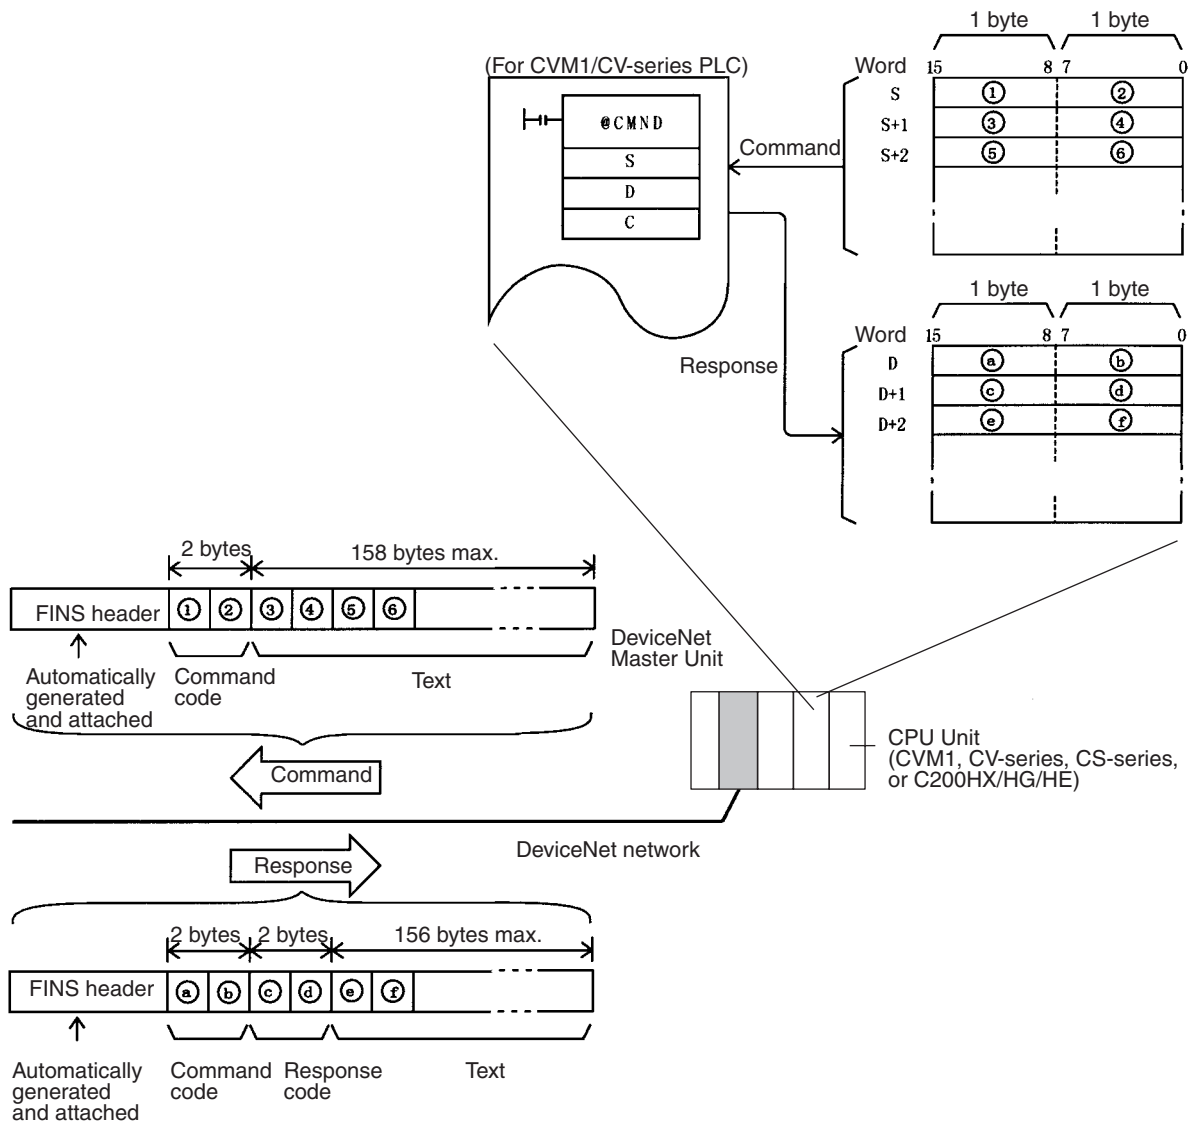 1 byte 1 byte
(For CVM1/CV-series PLC)
Word 15 8 7 0
S ① ②
S+1 ③ ④
S+2 ⑤ ⑥
@CMND
S
D
C
Command
1 byte 1 byte
Word 15 8 7 0
D ⓐ ⓑ
D+1 ⓒ ⓓ
D+2 ⓔ ⓕ
Response
2 bytes 158 bytes max.
FINS header ① ② ③ ④ ⑤ ⑥
Automatically
generated
and attached
Command
code
Text
DeviceNet
Master Unit
CPU Unit
(CVM1, CV-series, CS-series,
or C200HX/HG/HE)
Command
DeviceNet network
Response
2 bytes 2 bytes 156 bytes max.
FINS header ⓐ ⓑ ⓒ ⓓ ⓔ ⓕ
Automatically
generated
and attached
Command
code
Response
code
Text